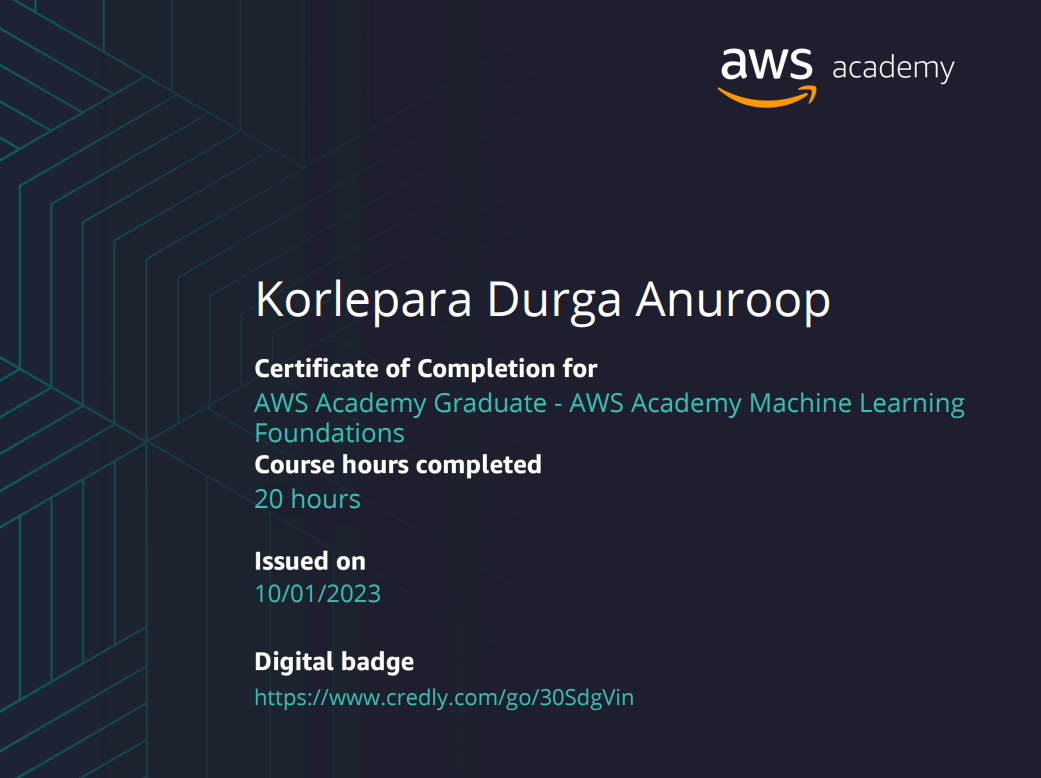 aws academy
Korlepara Durga Anuroop
Certificate of Completion for
AWS Academy Graduate - AWS Academy Machine Learning
Foundations
Course hours completed
20 hours
Issued on
10/01/2023
Digital badge
https://www.credly.com/go/30SdgVin